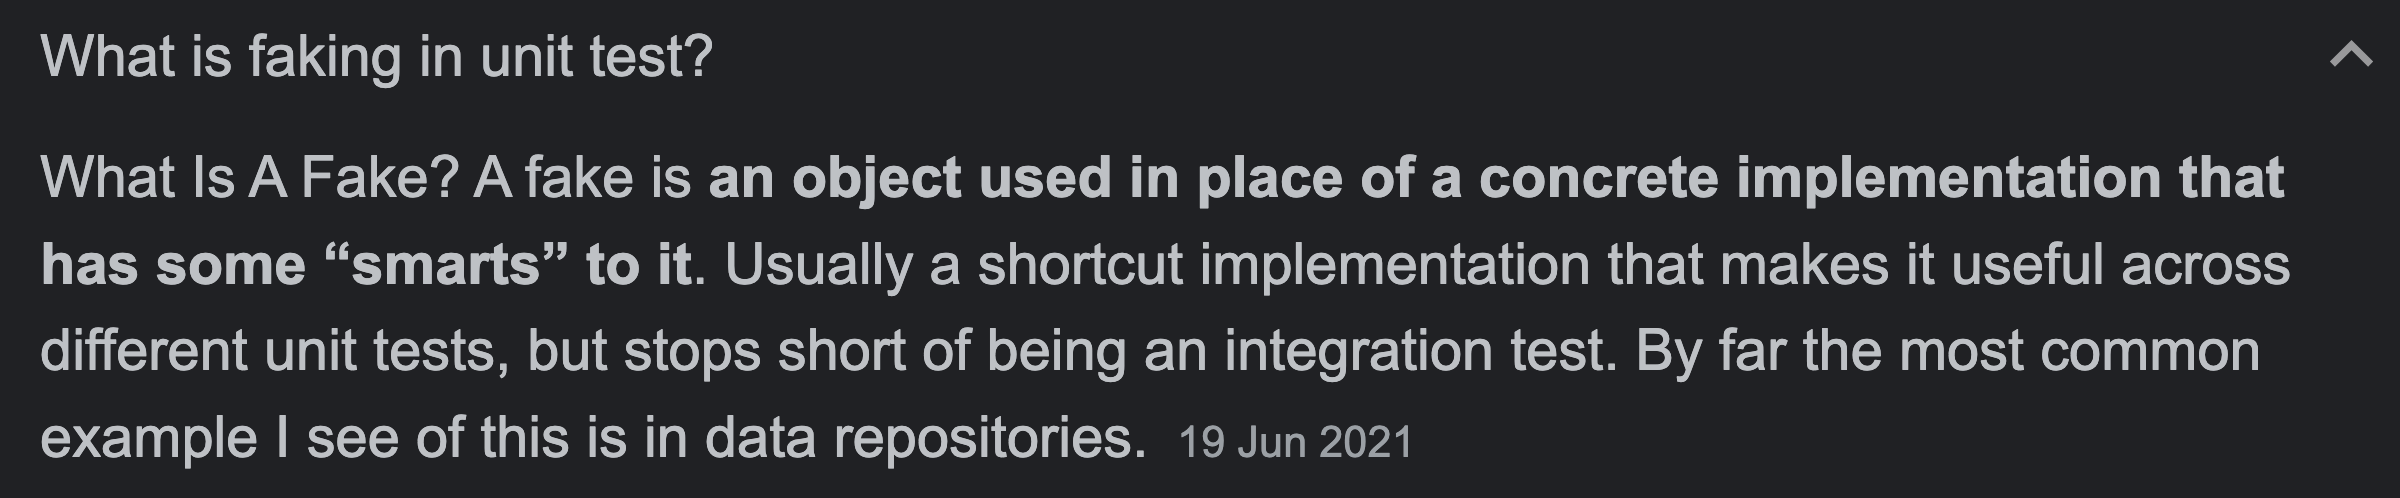 What is faking in unit test?
What Is A Fake? A fake is an object used in place of a concrete implementation that
has some “smarts” to it. Usually a shortcut implementation that makes it useful across
different unit tests, but stops short of being an integration test. By far the most common
example I see of this is in data repositories. 19 Jun 2021